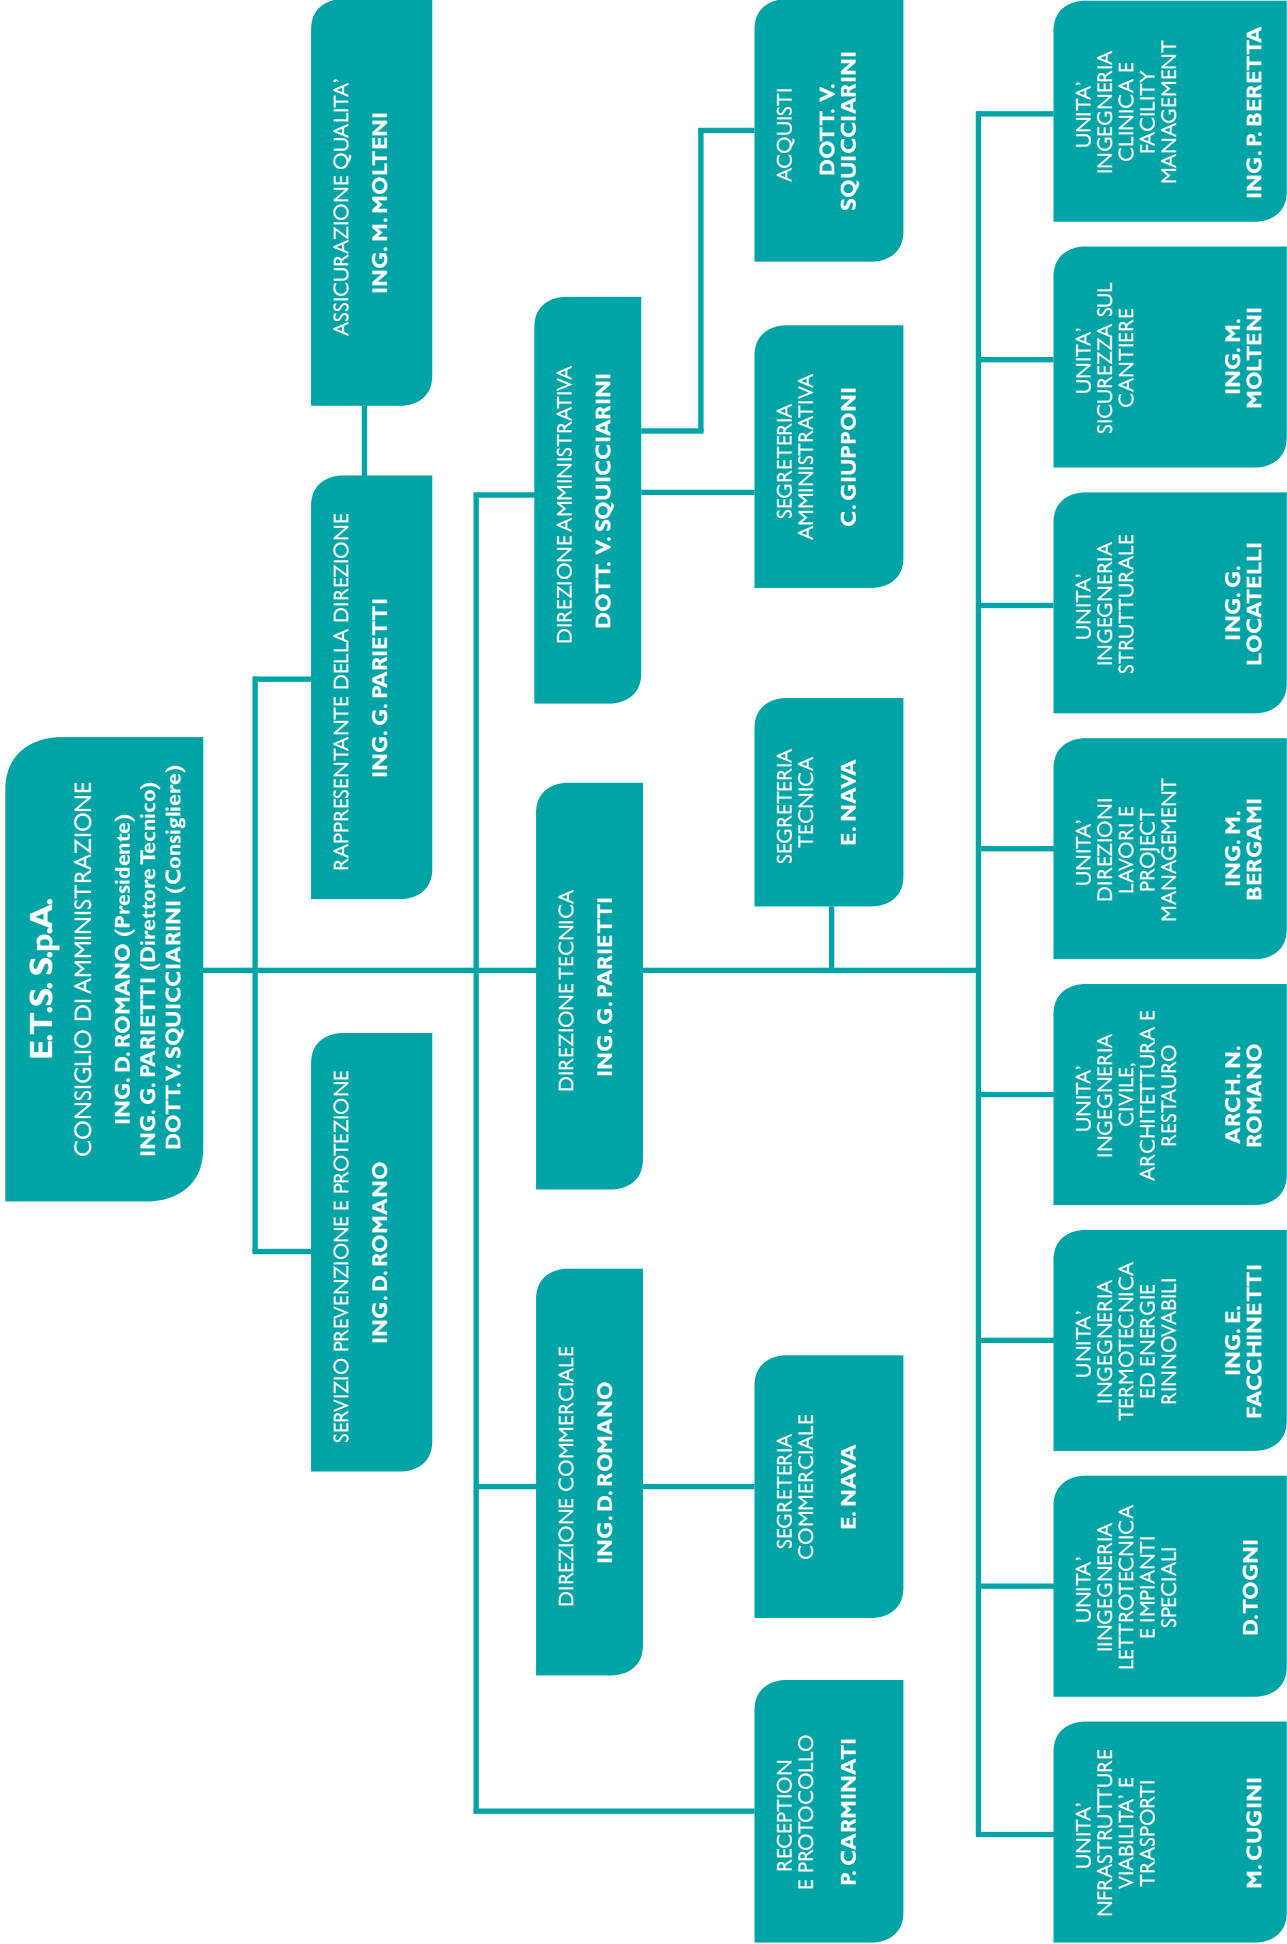 E.T.S. S.p.A.
CONSIGLIO DI AMMINISTRAZIONE
ING. D. ROMANO (Presidente)
ING. G. PARIETTI (Direttore Tecnico)
DOTT. V. SQUICCIARINI (Consigliere)
SERVIZIO PREVENZIONE E PROTEZIONE
ING. D. ROMANO
RAPPRESENTANTE DELLA DIREZIONE
ING. G. PARIETTI
ASSICURAZIONE QUALITA'
ING. M. MOLTENI
DIREZIONE COMMERCIALE
ING. D. ROMANO
DIREZIONE TECNICA
ING. G. PARIETTI
DIREZIONE AMMINISTRATIVA
DOTT. V. SQUICCIARINI
RECEPTION
E PROTOCOLLO
P. CARMINATI
SEGRETERIA
COMMERCIALE
E. NAVA
SEGRETERIA
TECNICA
E. NAVA
SEGRETERIA
AMMINISTRATIVA
C. GIUPPONI
ACQUISTI
DOTT. V.
SQUICCIARINI
UNITA'
NFRASTRUTTURE
VIABILITA' E
TRASPORTI
M. CUGINI
UNITA'
IINGEGNERIA
LETTROTECNICA
E IMPIANTI
SPECIALI
D. TOGNI
UNITA'
INGEGNERIA
TERMOTECNICA
ED ENERGIE
RINNOVABILI
ING. E.
FACCHINETTI
UNITA'
INGEGNERIA
CIVILE,
ARCHITETTURA E
RESTAURO
ARCH. N.
ROMANO
UNITA'
DIREZIONI
LAVORI E
PROJECT
MANAGEMENT
ING. M.
BERGAMI
UNITA'
INGEGNERIA
STRUTTURALE
ING. G.
LOCATELLI
UNITA'
SICUREZZA SUL
CANTIERE
ING. M.
MOLTENI
UNITA'
INGEGNERIA
CLINICA E
FACILITY
MANAGEMENT
ING. P. BERETTA